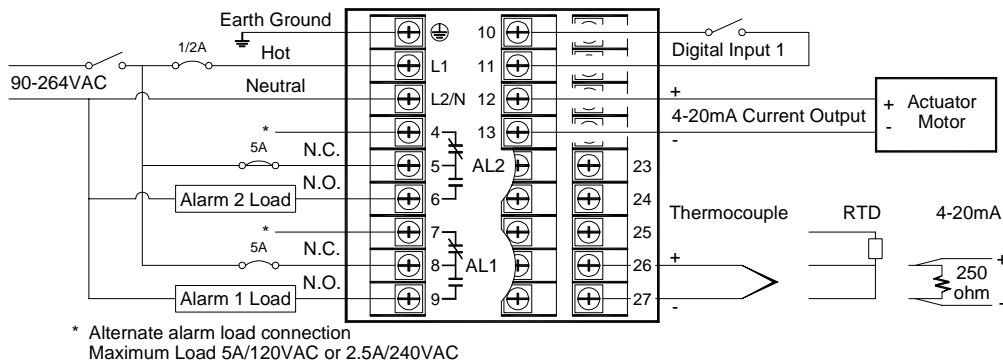 Earth Ground
1/2A
Hot
90-264VAC
Neutral
L1
L2/N
*
4
5A
N.C.
5
N.O.
6
Alarm 2 Load
AL2
*
7
5A
N.C.
8
N.O.
9
Alarm 1 Load
AL1
10
11
12
13
Digital Input 1
+
4-20mA Current Output
-
+
-
Actuator
Motor
23
24
25
26
27
Thermocouple
+
-
RTD
4-20mA
+
250
ohm
-
* Alternate alarm load connection
Maximum Load 5A/120VAC or 2.5A/240VAC